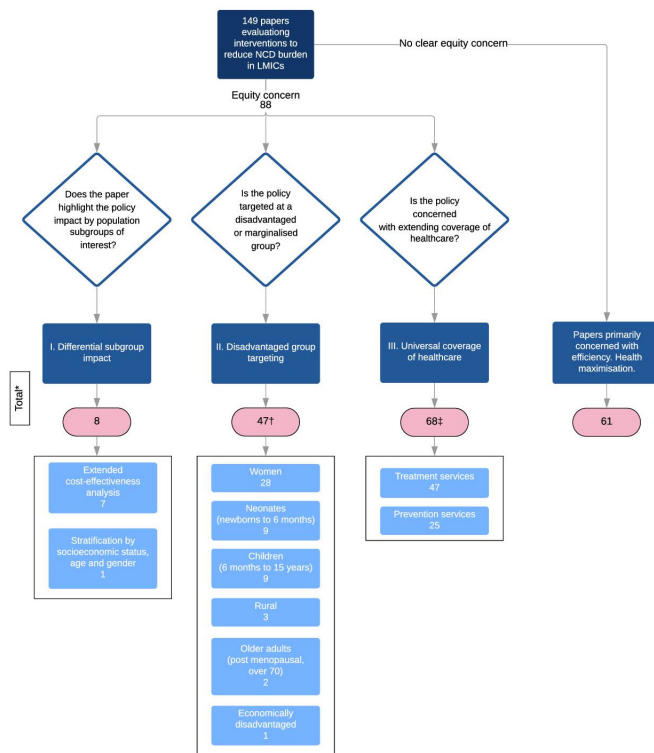 149 papers
evaluationg
interventions to
reduce NCD burden
in LMICs
No clear equity concern
Equity concern
88
Does the paper
highlight the policy
impact by population
subgroups of
interest?
Is the policy
targeted at a
disadvantaged
or marginalised
group?
Is the policy
concerned
with extending coverage of
healthcare?
I. Differential subgroup
impact
II. Disadvantaged group
targeting
III. Universal coverage
of healthcare
Papers primarily
concerned with
efficiency. Health
maximisation.
Total*
8
47†
68‡
61
Extended
cost-effectiveness
analysis
7
Stratification by
socioeconomic status,
age and gender
1
Women
28
Neonates
(newborns to 6 months)
9
Children
(6 months to 15 years)
9
Rural
3
Older adults
(post menopausal,
over 70)
2
Economically
disadvantaged
1
Treatment services
47
Prevention services
25